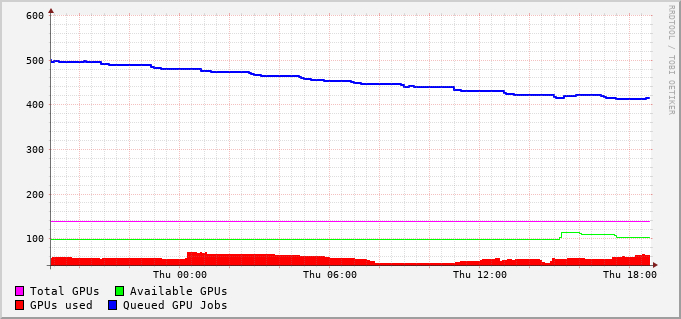 600
500
400
300
200
100
Thu 00:00 Thu 06:00 Thu 12:00 Thu 18:00
Total GPUs Available GPUs
GPUs used Queued GPU Jobs
RRDTOOL / TOBI OETIKER